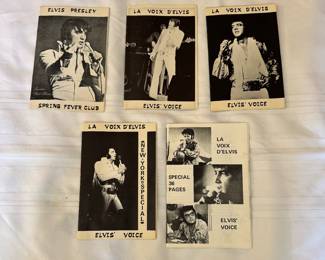 ELVIS PRESLEY
SPRING FEVER CLUB
LA VOIX D'ELVIS
ELVIS' VOICE
LA VOIX D'ELVIS
ELVIS' VOICE
LA VOIX D'ELVIS
"NEW-YORK-SPECIAL"
ELVIS' VOICE
LA
VOIX
D'ELVIS
SPECIAL
36
PAGES
ELVIS'
VOICE